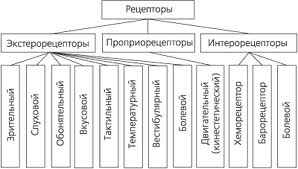 Рецепторы
Экстерорецепторы
Проприорецепторы
Интерорецепторы
Зрительный
Слуховой
Обонятельный
Вкусовой
Тактильный
Температурный
Вестибулярный
Болевой
Двигательный
(кинестетический)
Хеморецептор
Барорецептор
Болевой